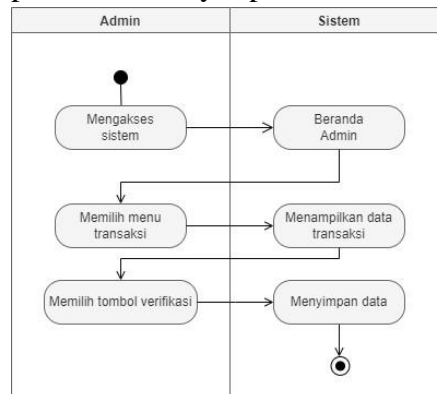 Admin
Sistem
Mengakses
sistem
Beranda
Admin
Memilih menu
transaksi
Menampilkan data
transaksi
Memilih tombol verifikasi
Menyimpan data